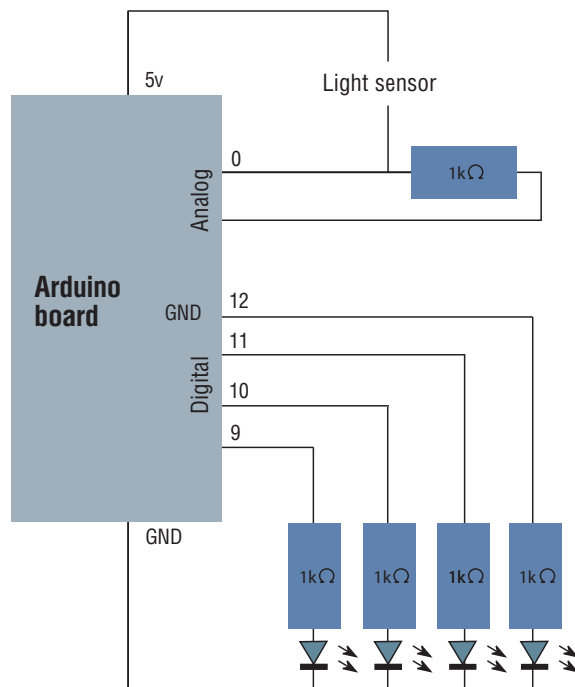 5v
Light sensor
0
1kΩ
Analog
Arduino
board
12
GND
11
Digital
10
9
GND
1kΩ
1kΩ
1kΩ
1kΩ